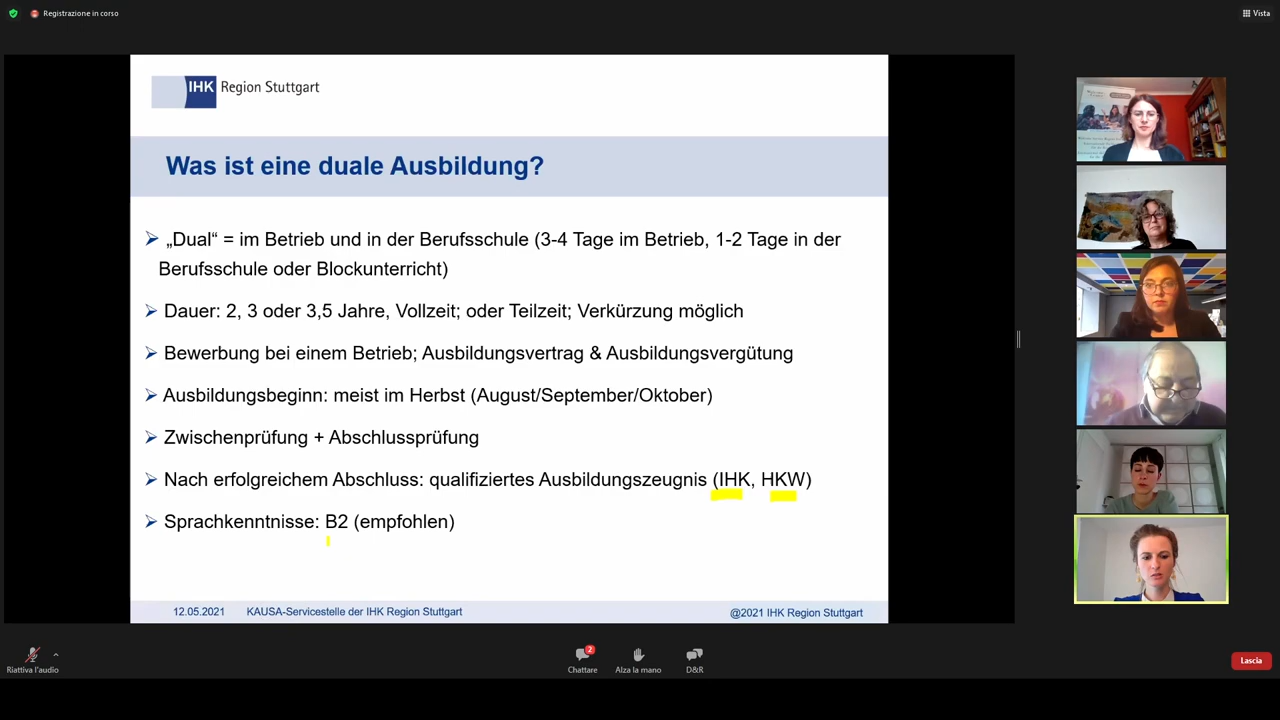 Registrazione in corso
Vista
IHK Region Stuttgart
Was ist eine duale Ausbildung?
„Dual“ = im Betrieb und in der Berufsschule (3-4 Tage im Betrieb, 1-2 Tage in der
Berufsschule oder Blockunterricht)
Dauer: 2, 3 oder 3,5 Jahre, Vollzeit; oder Teilzeit; Verkürzung möglich
Bewerbung bei einem Betrieb; Ausbildungsvertrag & Ausbildungsvergütung
Ausbildungsbeginn: meist im Herbst (August/September/Oktober)
Zwischenprüfung + Abschlussprüfung
Nach erfolgreichem Abschluss: qualifiziertes Ausbildungszeugnis (IHK, HKW)
Sprachkenntnisse: B2 (empfohlen)
12.05.2021 KAUSA-Servicestelle der IHK Region Stuttgart @2021 IHK Region Stuttgart
Riattiva l'audio
2
Chattare
Alza la mano
D&R
Lascia